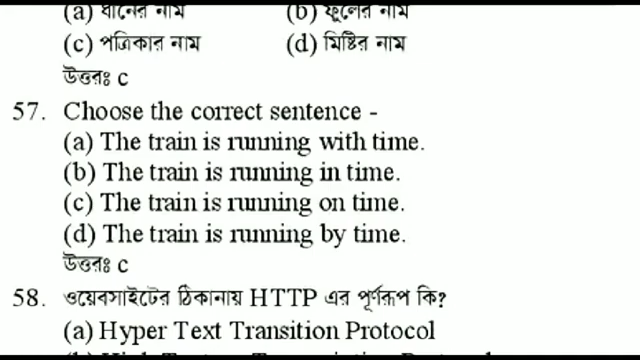 (a) ধানের নাম (b) ফুলের নাম
(c) পত্রিকার নাম (d) মিষ্টির নাম
উত্তরঃ c
57. Choose the correct sentence -
(a) The train is running with time.
(b) The train is running in time.
(c) The train is running on time.
(d) The train is running by time.
উত্তরঃ c
58. ওয়েবসাইটের ঠিকানায় HTTP এর পূর্ণরূপ কি?
(a) Hyper Text Transition Protocol